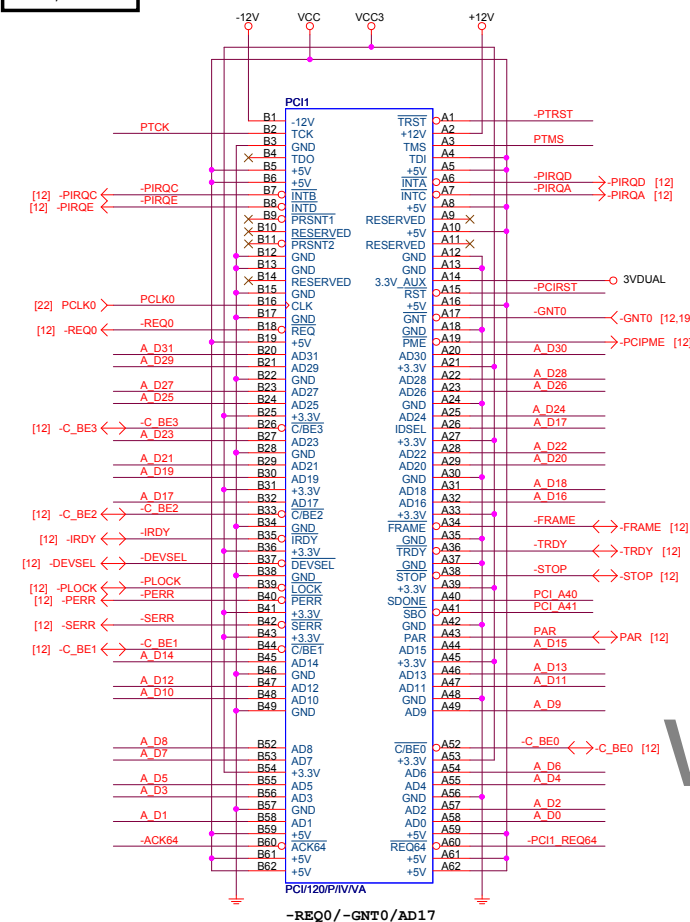 -12V VCC VCC3 +12V
PCI1
B1 -12V TRST A1 -PTRST
PTCK B2 TCK +12V A2
B3 GND TMS A3 PTMS
B4 TDO TDI A4
B5 +5V +5V A5
B6 +5V INTA A6 -PIRQD -PIRQD [12]
[12] -PIRQC -PIRQC B7 INTB INTC A7 -PIRQA -PIRQA [12]
[12] -PIRQE -PIRQE B8 INTD +5V A8
B9 PRSNT1 RESERVED A9
B10 RESERVED +5V A10
B11 PRSNT2 RESERVED A11
B12 GND GND A12
B13 GND GND A13
B14 RESERVED 3.3V_AUX A14 3VDUAL
B15 GND RST A15 -PCIRST
[22] PCLK0 PCLK0 B16 CLK +5V A16
B17 GND GNT A17 -GNT0 -GNT0 [12,19
[12] -REQ0 -REQ0 B18 REQ GND A18
B19 +5V PME A19 -PCIPME [12]
A_D31 B20 AD31 AD30 A20 A_D30
A_D29 B21 AD29 +3.3V A21
B22 GND AD28 A22 A_D28
A_D27 B23 AD27 AD26 A23 A_D26
A_D25 B24 AD25 GND A24
B25 +3.3V AD24 A25 A_D24
[12] -C_BE3 -C_BE3 B26 C/BE3 IDSEL A26 A_D17
A_D23 B27 AD23 +3.3V A27
B28 GND AD22 A28 A_D22
A_D21 B29 AD21 AD20 A29 A_D20
A_D19 B30 AD19 GND A30
B31 +3.3V AD18 A31 A_D18
A_D17 B32 AD17 AD16 A32 A_D16
[12] -C_BE2 -C_BE2 B33 C/BE2 +3.3V A33
B34 GND FRAME A34 -FRAME -FRAME [12]
[12] -IRDY -IRDY B35 IRDY GND A35
B36 +3.3V TRDY A36 -TRDY -TRDY [12]
[12] -DEVSEL -DEVSEL B37 DEVSEL GND A37
B38 GND STOP A38 -STOP -STOP [12]
[12] -PLOCK -PLOCK B39 LOCK +3.3V A39
[12] -PERR -PERR B40 PERR SDONE A40 PCI_A40
B41 +3.3V SBO A41 PCI_A41
[12] -SERR -SERR B42 SERR GND A42
B43 +3.3V PAR A43 PAR PAR [12]
[12] -C_BE1 -C_BE1 B44 C/BE1 AD15 A44 A_D15
A_D14 B45 AD14 +3.3V A45
B46 GND AD13 A46 A_D13
A_D12 B47 AD12 AD11 A47 A_D11
A_D10 B48 AD10 GND A48
B49 GND AD9 A49 A_D9
A_D8 B52 AD8 C/BE0 A52 -C_BE0 -C_BE0 [12]
A_D7 B53 AD7 +3.3V A53
B54 +3.3V AD6 A54 A_D6
A_D5 B55 AD5 AD4 A55 A_D4
A_D3 B56 AD3 GND A56
B57 GND AD2 A57 A_D2
A_D1 B58 AD1 AD0 A58 A_D0
B59 +5V +5V A59
-ACK64 B60 ACK64 REQ64 A60 -PCI1_REQ64
B61 +5V +5V A61
B62 +5V +5V A62
PCI/120/P/IV/VA
-REQ0/-GNT0/AD17